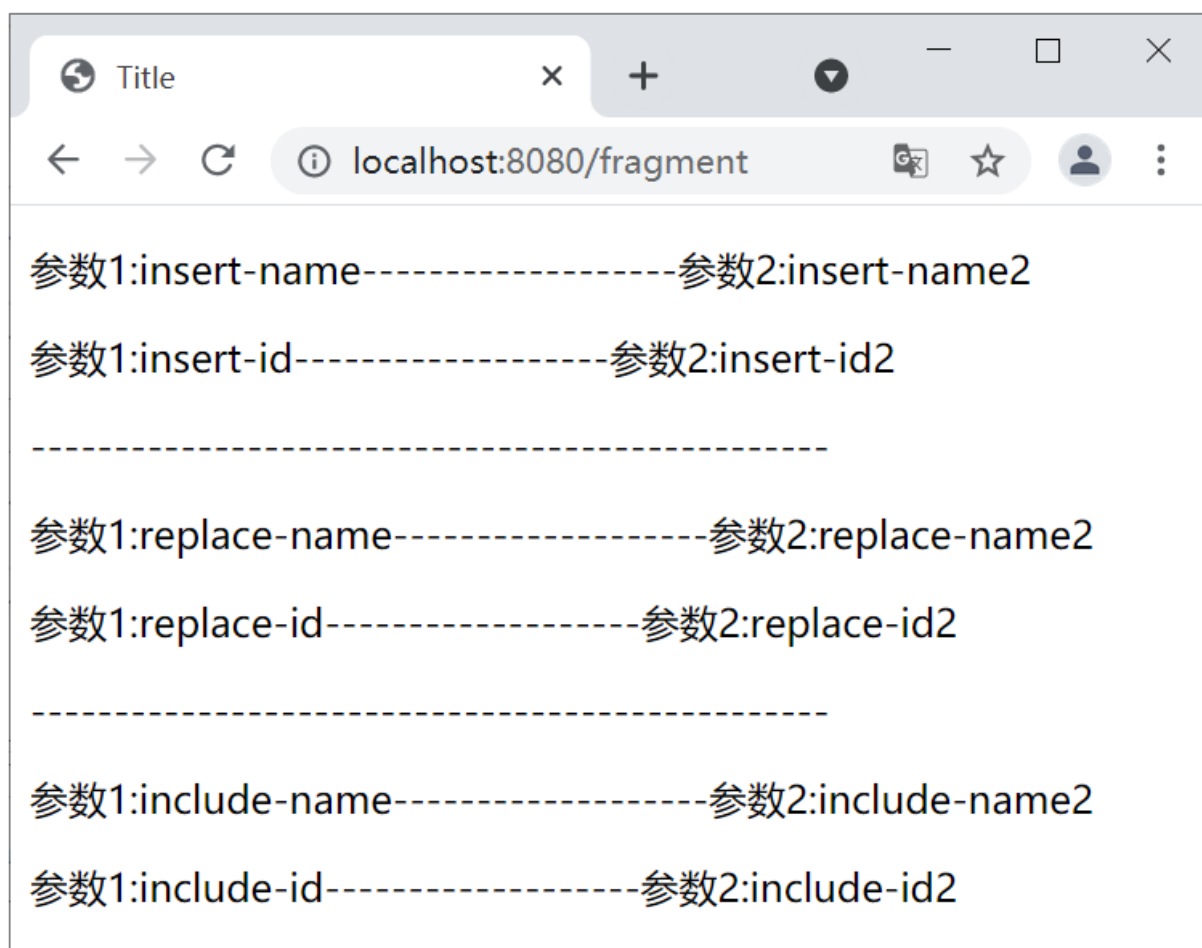 Title
localhost:8080/fragment
参数1:insert-name-------------------参数2:insert-name2
参数1:insert-id-------------------参数2:insert-id2
------------------------------------------------
参数1:replace-name-------------------参数2:replace-name2
参数1:replace-id-------------------参数2:replace-id2
------------------------------------------------
参数1:include-name-------------------参数2:include-name2
参数1:include-id-------------------参数2:include-id2